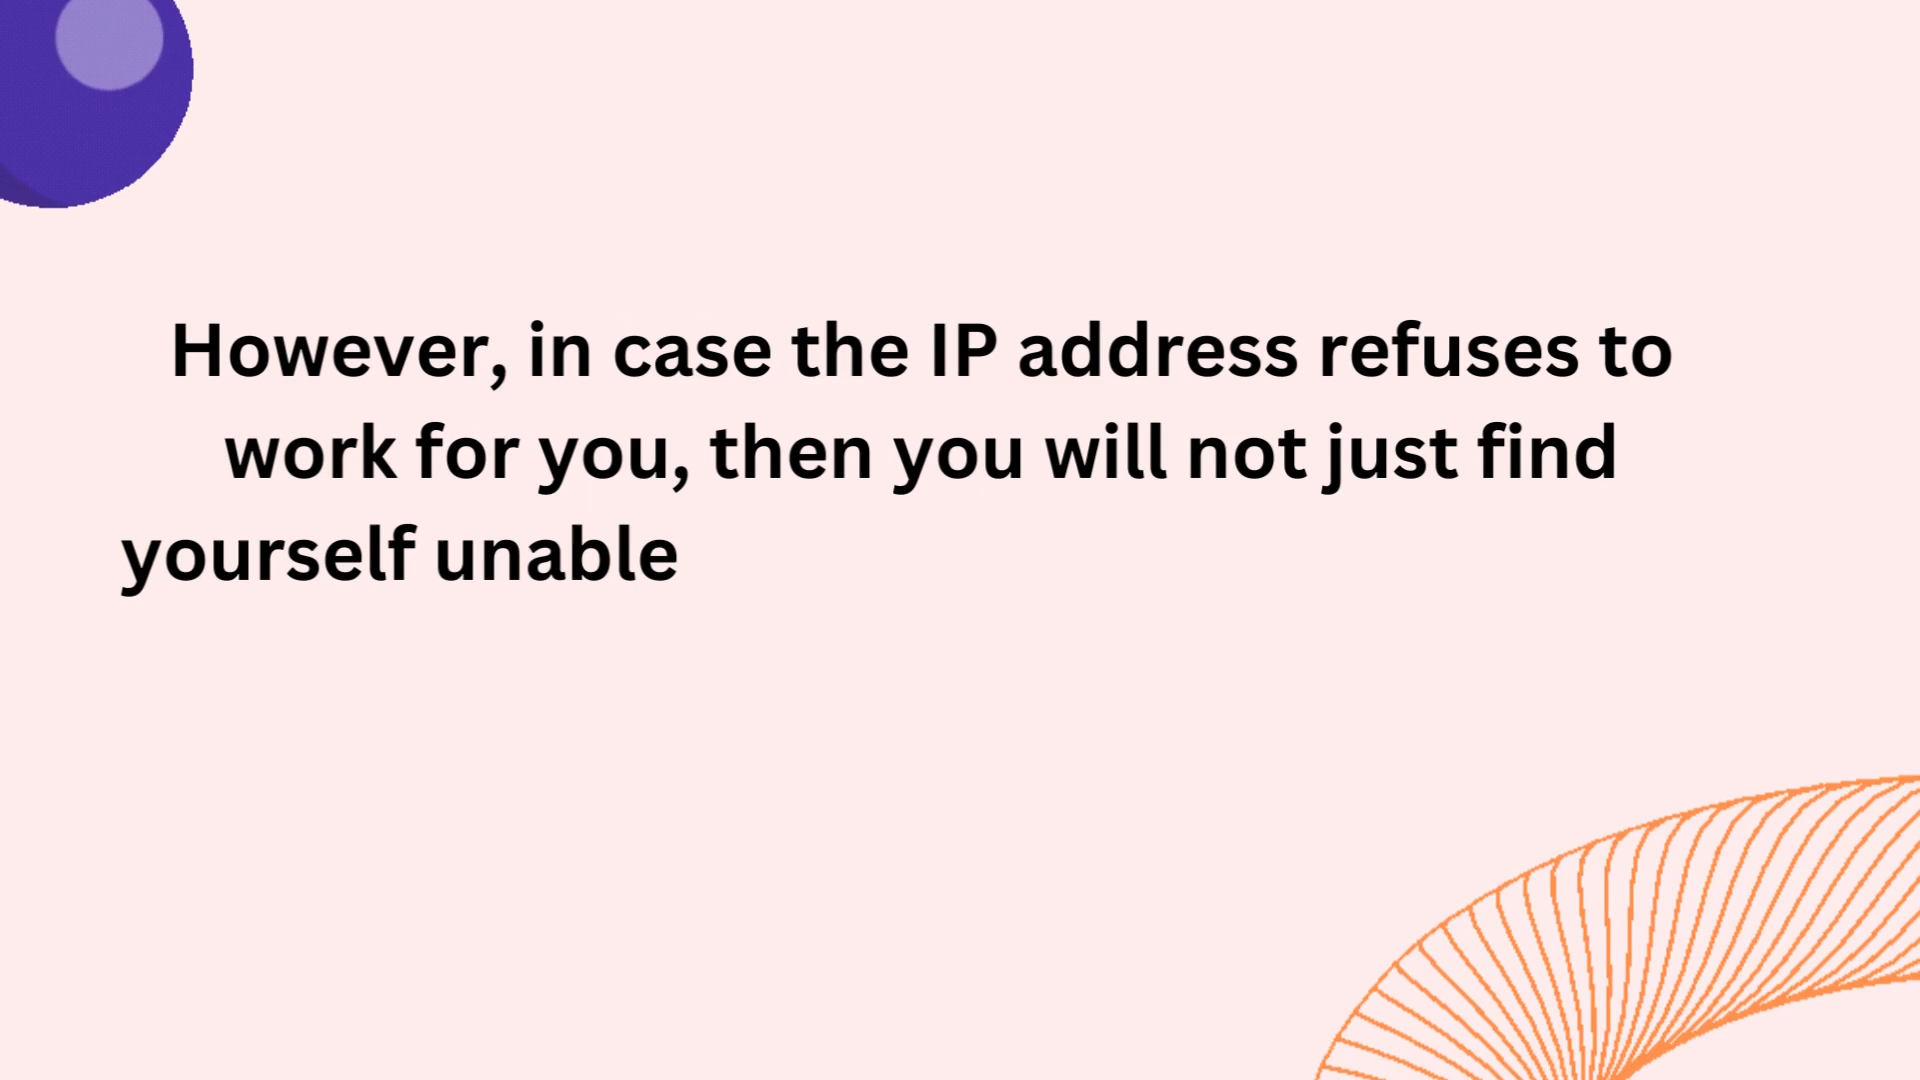 However, in case the IP address refuses to
work for you, then you will not just find
yourself unable